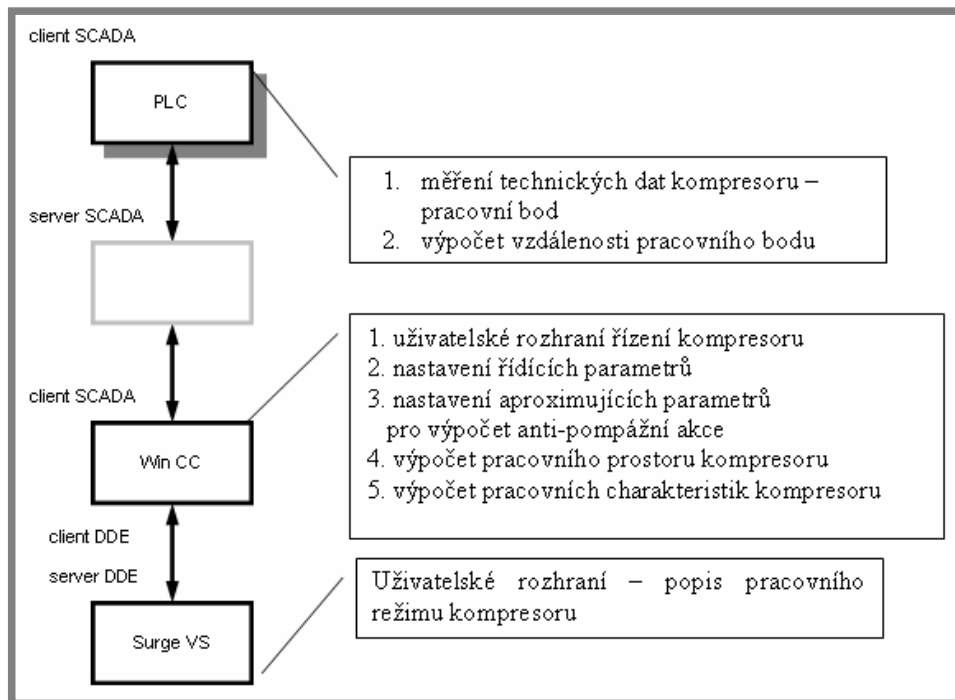 client SCADA
PLC
1. měření technických dat kompresoru –
pracovní bod
2. výpočet vzdálenosti pracovního bodu
server SCADA
1. uživatelské rozhraní řízení kompresoru
2. nastavení řídících parametrů
3. nastavení aproximujících parametrů
pro výpočet anti-pompážní akce
4. výpočet pracovního prostoru kompresoru
5. výpočet pracovních charakteristik kompresoru
client SCADA
Win CC
client DDE
server DDE
Uživatelské rozhraní – popis pracovního
režimu kompresoru
Surge VS